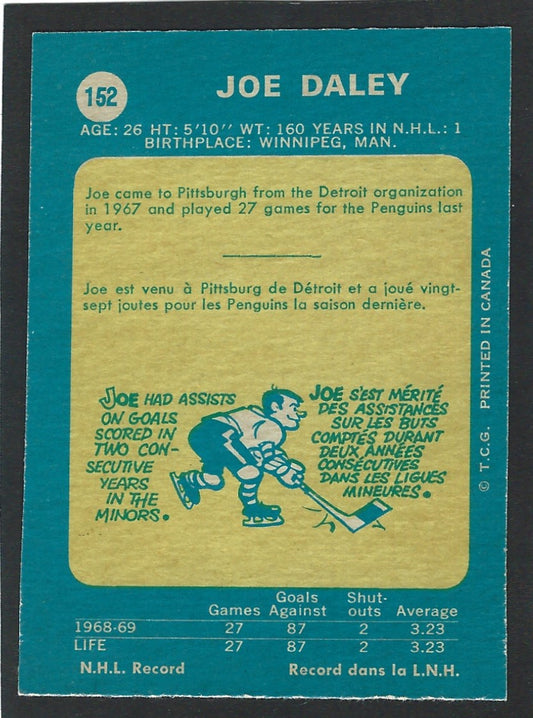 152
JOE DALEY
AGE: 26 HT: 5'10'' WT: 160 YEARS IN N.H.L.: 1
BIRTHPLACE: WINNIPEG, MAN.
Joe came to Pittsburgh from the Detroit organization
in 1967 and played 27 games for the Penguins last
year.
Joe est venu à Pittsburg de Détroit et a joué vingt-
sept joutes pour les Penguins la saison dernière.
JOE HAD ASSISTS
ON GOALS
SCORED IN
TWO CON-
SECUTIVE
YEARS
IN THE
MINORS.
JOE S'EST MÉRITÉ
DES ASSISTANCES
SUR LES BUTS
COMPTÉS DURANT
DEUX ANNÉES
CONSÉCUTIVES
DANS LES LIGUES
MINEURES.
© T.C.G. PRINTED IN CANADA
Goals Shut-
Games Against outs Average
1968-69 27 87 2 3.23
LIFE 27 87 2 3.23
N.H.L. Record Record dans la L.N.H.